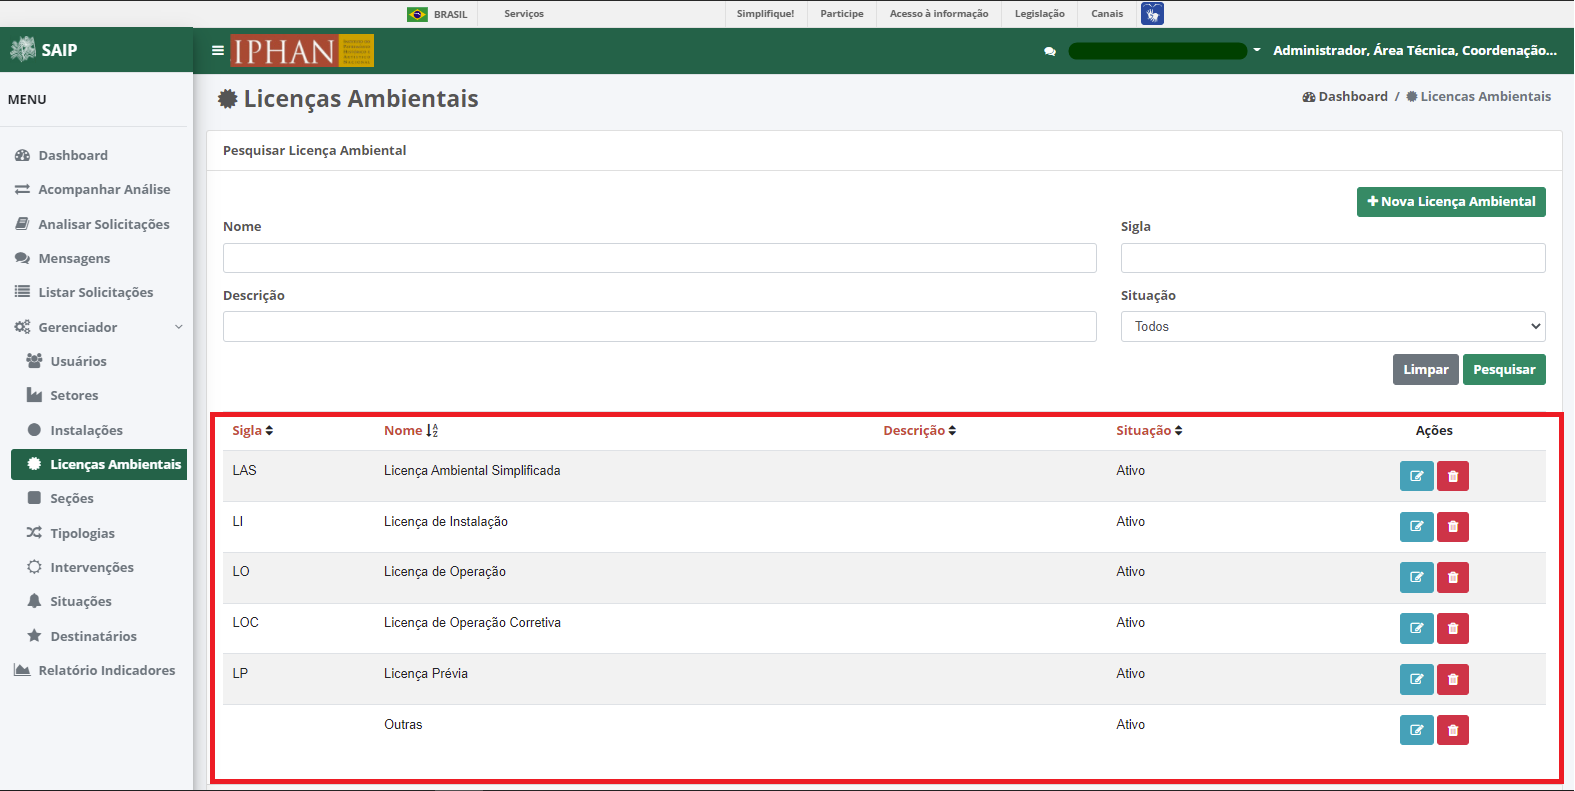 BRASIL
Serviços
Simplifique!
Participe
Acesso à informação
Legislação
Canais
SAIP
IPHAN
Administrador, Área Técnica, Coordenação...
MENU
Dashboard
Acompanhar Análise
Analisar Solicitações
Mensagens
Listar Solicitações
Gerenciador
Usuários
Setores
Instalações
Licenças Ambientais
Seções
Tipologias
Intervenções
Situações
Destinatários
Relatório Indicadores
Licenças Ambientais
Dashboard / Licencas Ambientais
Pesquisar Licença Ambiental
Nova Licença Ambiental
Nome
Sigla
Descrição
Situação
Todos
Limpar
Pesquisar
Sigla Nome Descrição Situação Ações
LAS Licença Ambiental Simplificada Ativo
LI Licença de Instalação Ativo
LO Licença de Operação Ativo
LOC Licença de Operação Corretiva Ativo
LP Licença Prévia Ativo
Outras Ativo